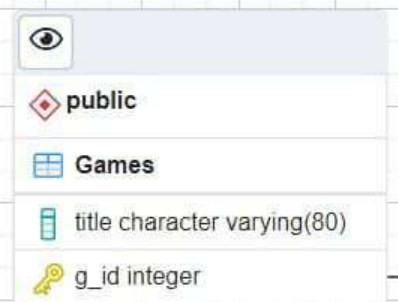 public
Games
title character varying(80)
g_id integer